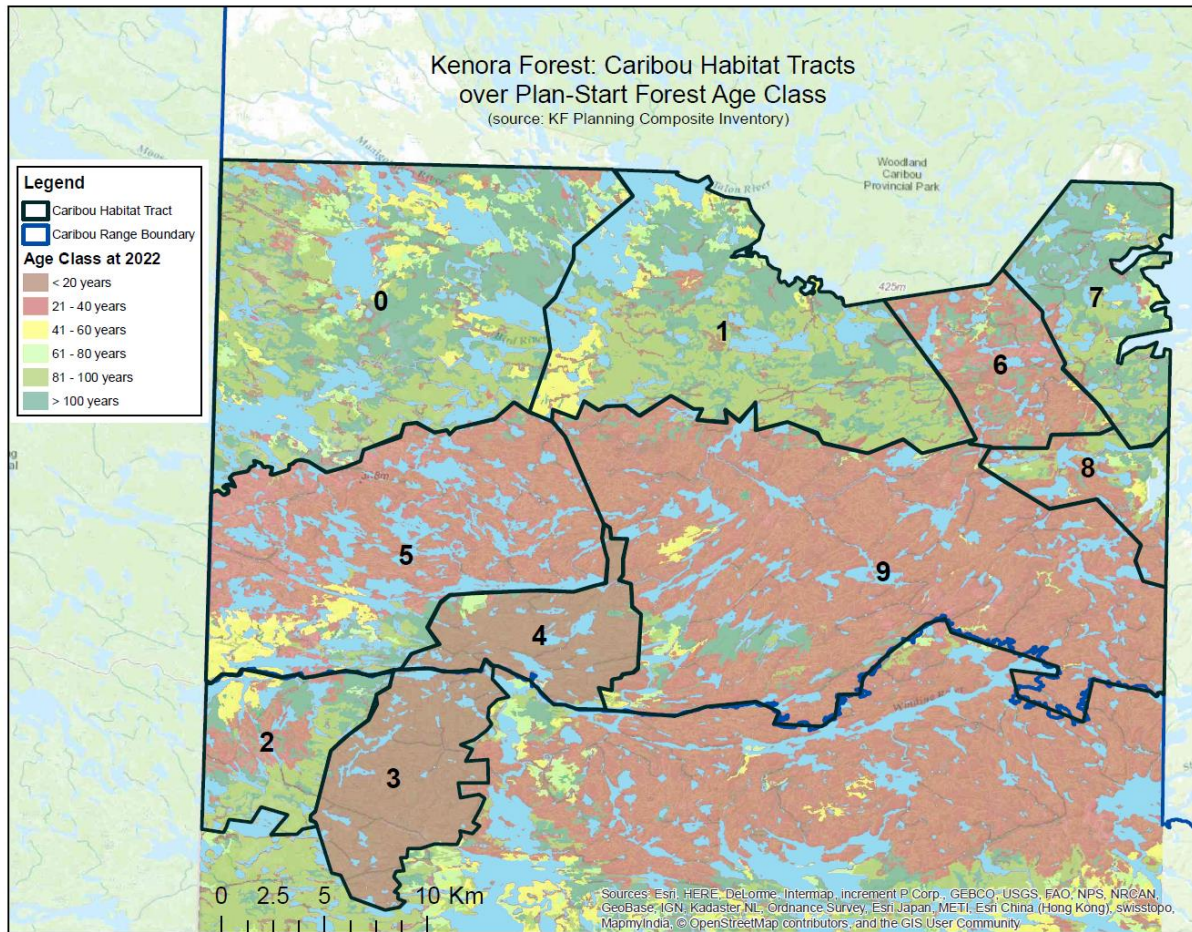 Kenora Forest: Caribou Habitat Tracts
over Plan-Start Forest Age Class
(source: KF Planning Composite Inventory)
Woodland
Caribou
Provincial Park
Legend
Caribou Habitat Tract
Caribou Range Boundary
Age Class at 2022
< 20 years
21 - 40 years
41 - 60 years
61 - 80 years
81 - 100 years
> 100 years
River
Talon River
425m
Bird River
0
1
7
6
8
5
9
4
2
3
0 2.5 5 10 Km
Sources: Esri, HERE, DeLorme, Intermap, increment P Corp., GEBCO, USGS, FAO, NPS, NRCAN,
GeoBase, IGN, Kadaster NL, Ordnance Survey, Esri Japan, METI, Esri China (Hong Kong), swisstopo,
MapmyIndia, © OpenStreetMap contributors, and the GIS User Community